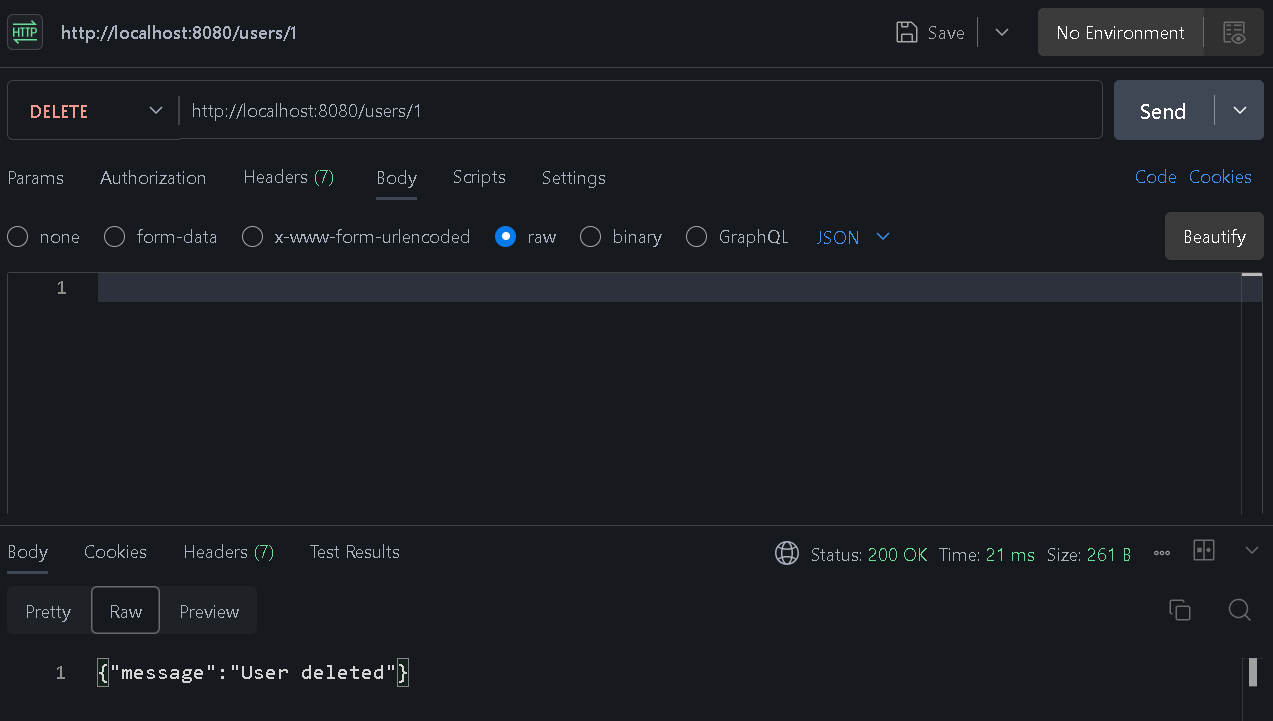 HTTP http://localhost:8080/users/1 Save No Environment
DELETE http://localhost:8080/users/1 Send
Params Authorization Headers (7) Body Scripts Settings Code Cookies
none form-data x-www-form-urlencoded raw binary GraphQL JSON Beautify
1
Body Cookies Headers (7) Test Results Status: 200 OK Time: 21 ms Size: 261 B
Pretty Raw Preview
1 {"message":"User deleted"}